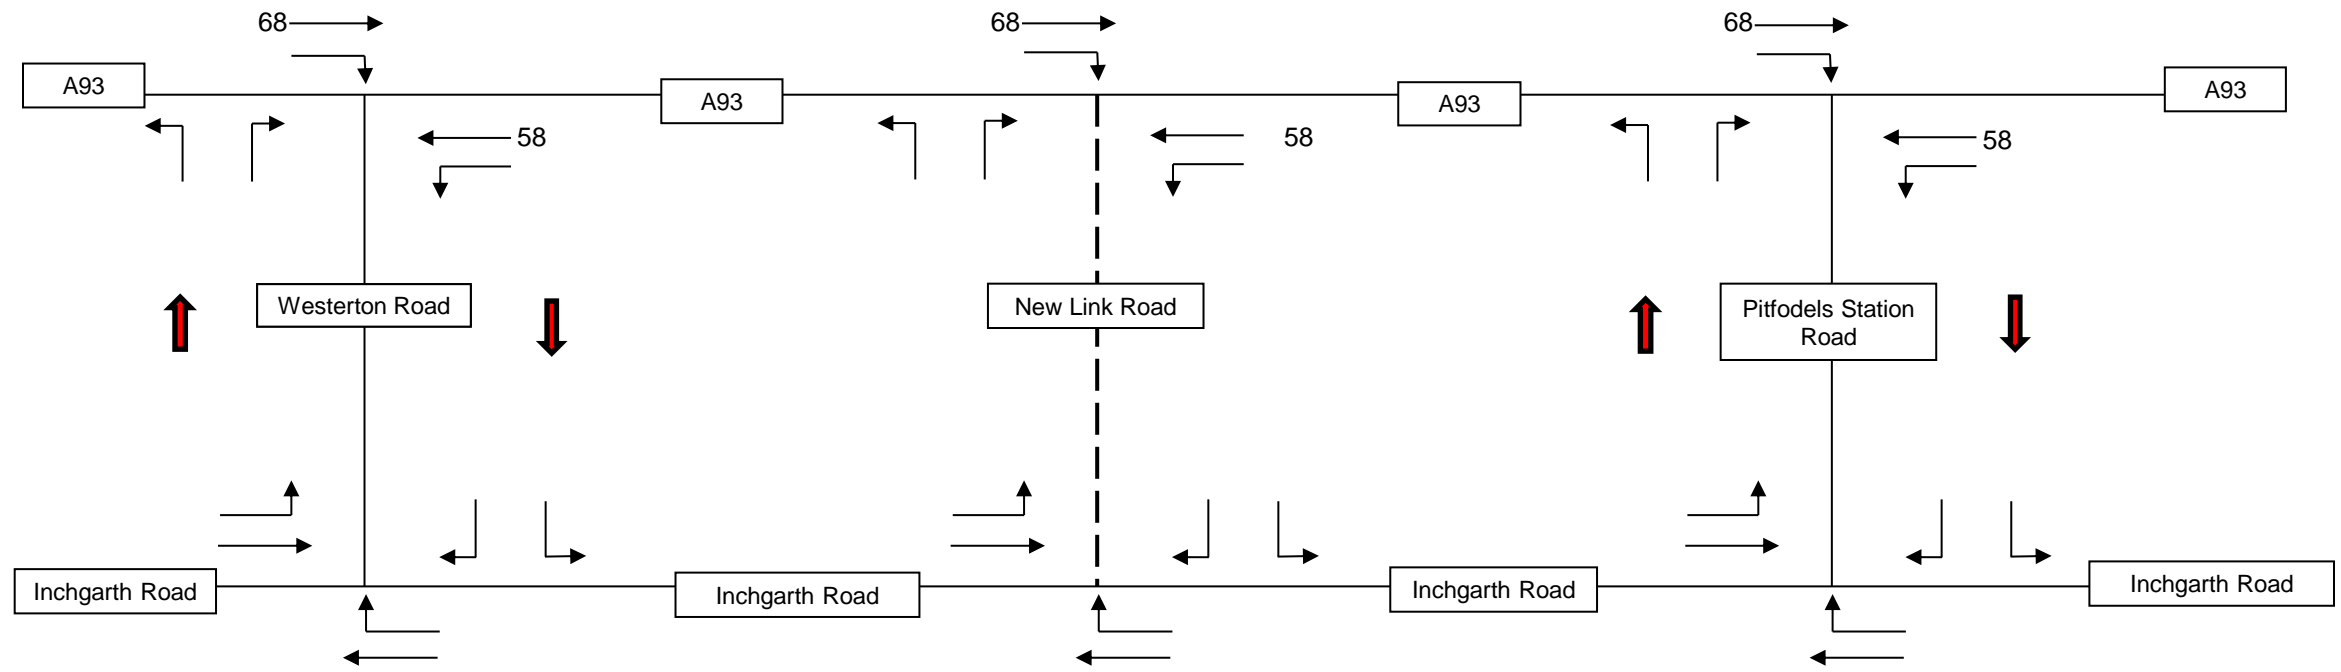 68
68
68
A93
A93
A93
A93
58
58
58
Westerton Road
New Link Road
Pitfodels Station
Road
Inchgarth Road
Inchgarth Road
Inchgarth Road
Inchgarth Road